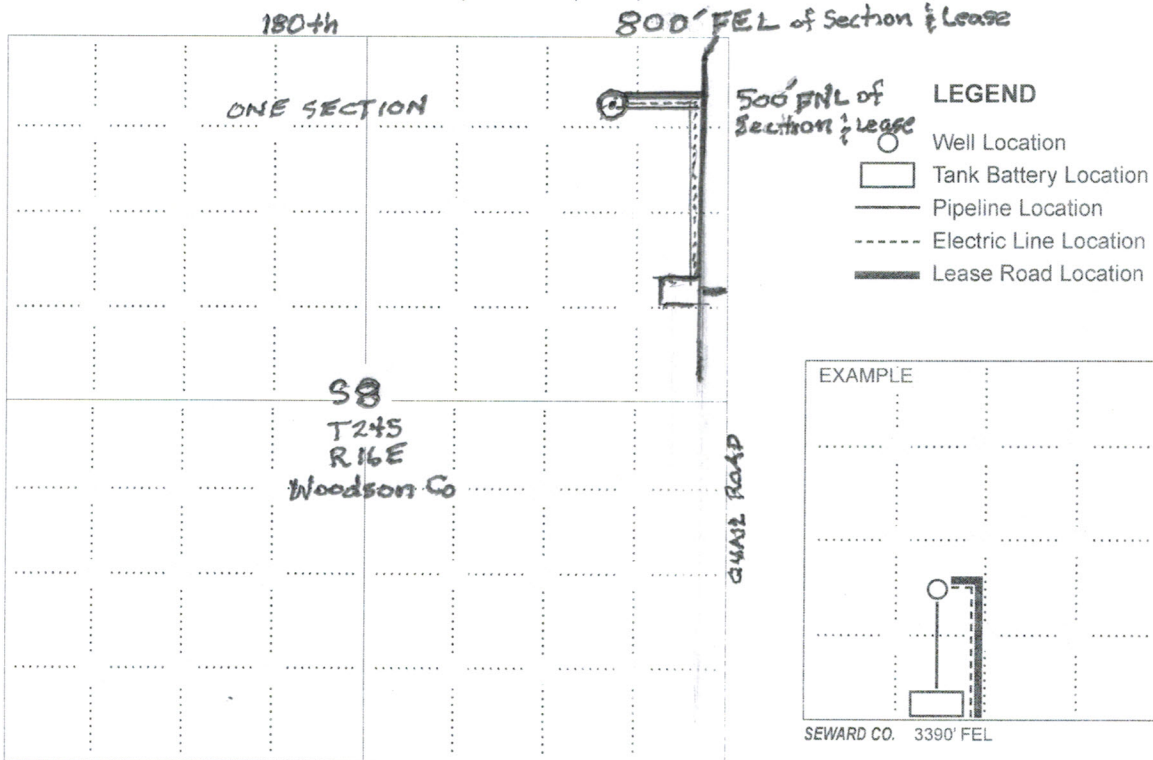 180th
800' FEL of Section & Lease
ONE SECTION
500' FNL of
Section & Lease
LEGEND
Well Location
Tank Battery Location
Pipeline Location
Electric Line Location
Lease Road Location
S8
T24S
R16E
Woodson Co
QUAIL ROAD
EXAMPLE
SEWARD CO. 3390' FEL